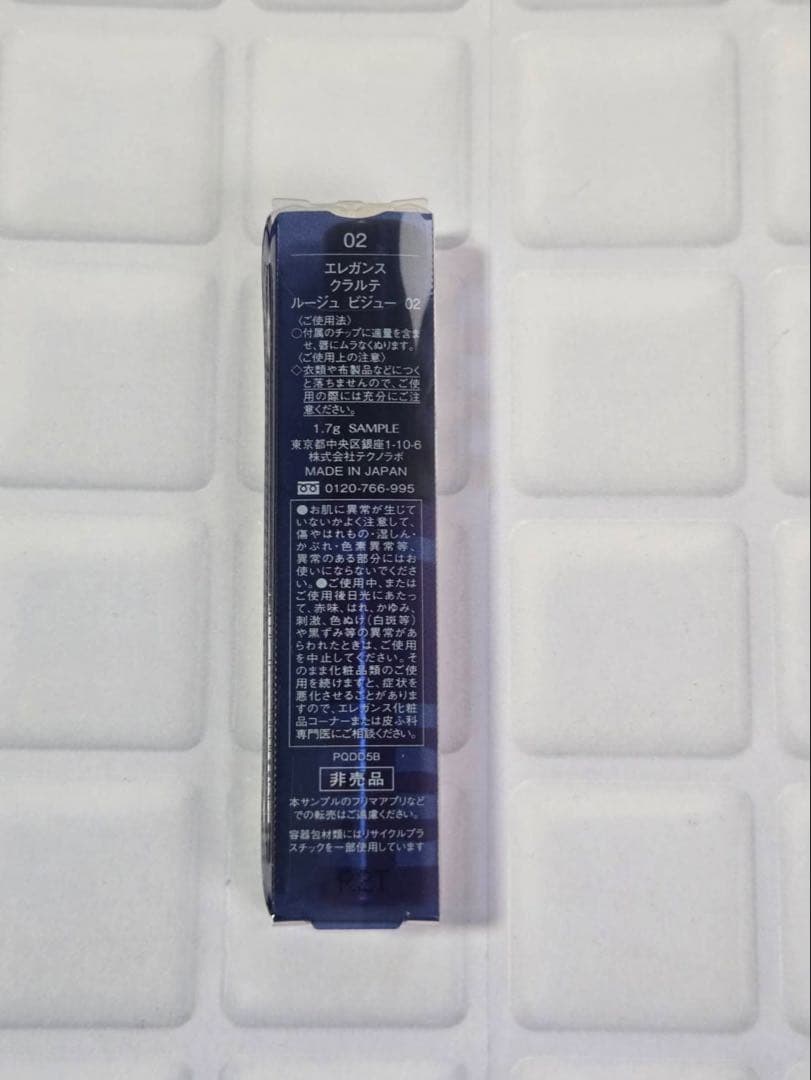 02
エレガンス
クラルテ
ルージュ ビジュー 02
〈ご使用法〉
○付属のチップに適量を含ま
せ、唇にムラなくぬります。
〈ご使用上の注意〉
◇衣類や布製品などにつく
と落ちませんので、ご使
用の際には充分にご注
意ください。
1.7g SAMPLE
東京都中央区銀座1-10-6
株式会社テクノラボ
MADE IN JAPAN
0120-766-995
●お肌に異常が生じて
いないかよく注意して、
傷やはれもの・湿しん・
かぶれ・色素異常等、
異常のある部分にはお
使いにならないでくださ
い。●ご使用中、または
ご使用後日光にあたっ
て、赤味、はれ、かゆみ、
刺激、色ぬけ(白斑等)
や黒ずみ等の異常があ
らわれたときは、ご使用
を中止してください。そ
のまま化粧品類のご使
用を続けますと、症状を
悪化させることがありま
すので、エレガンス化粧
品コーナーまたは皮ふ科
専門医にご相談ください。
PQDD5B
非売品
本サンプルのフリマアプリなど
での転売はご遠慮ください。
容器包材類にはリサイクルプラ
スチックを一部使用しています